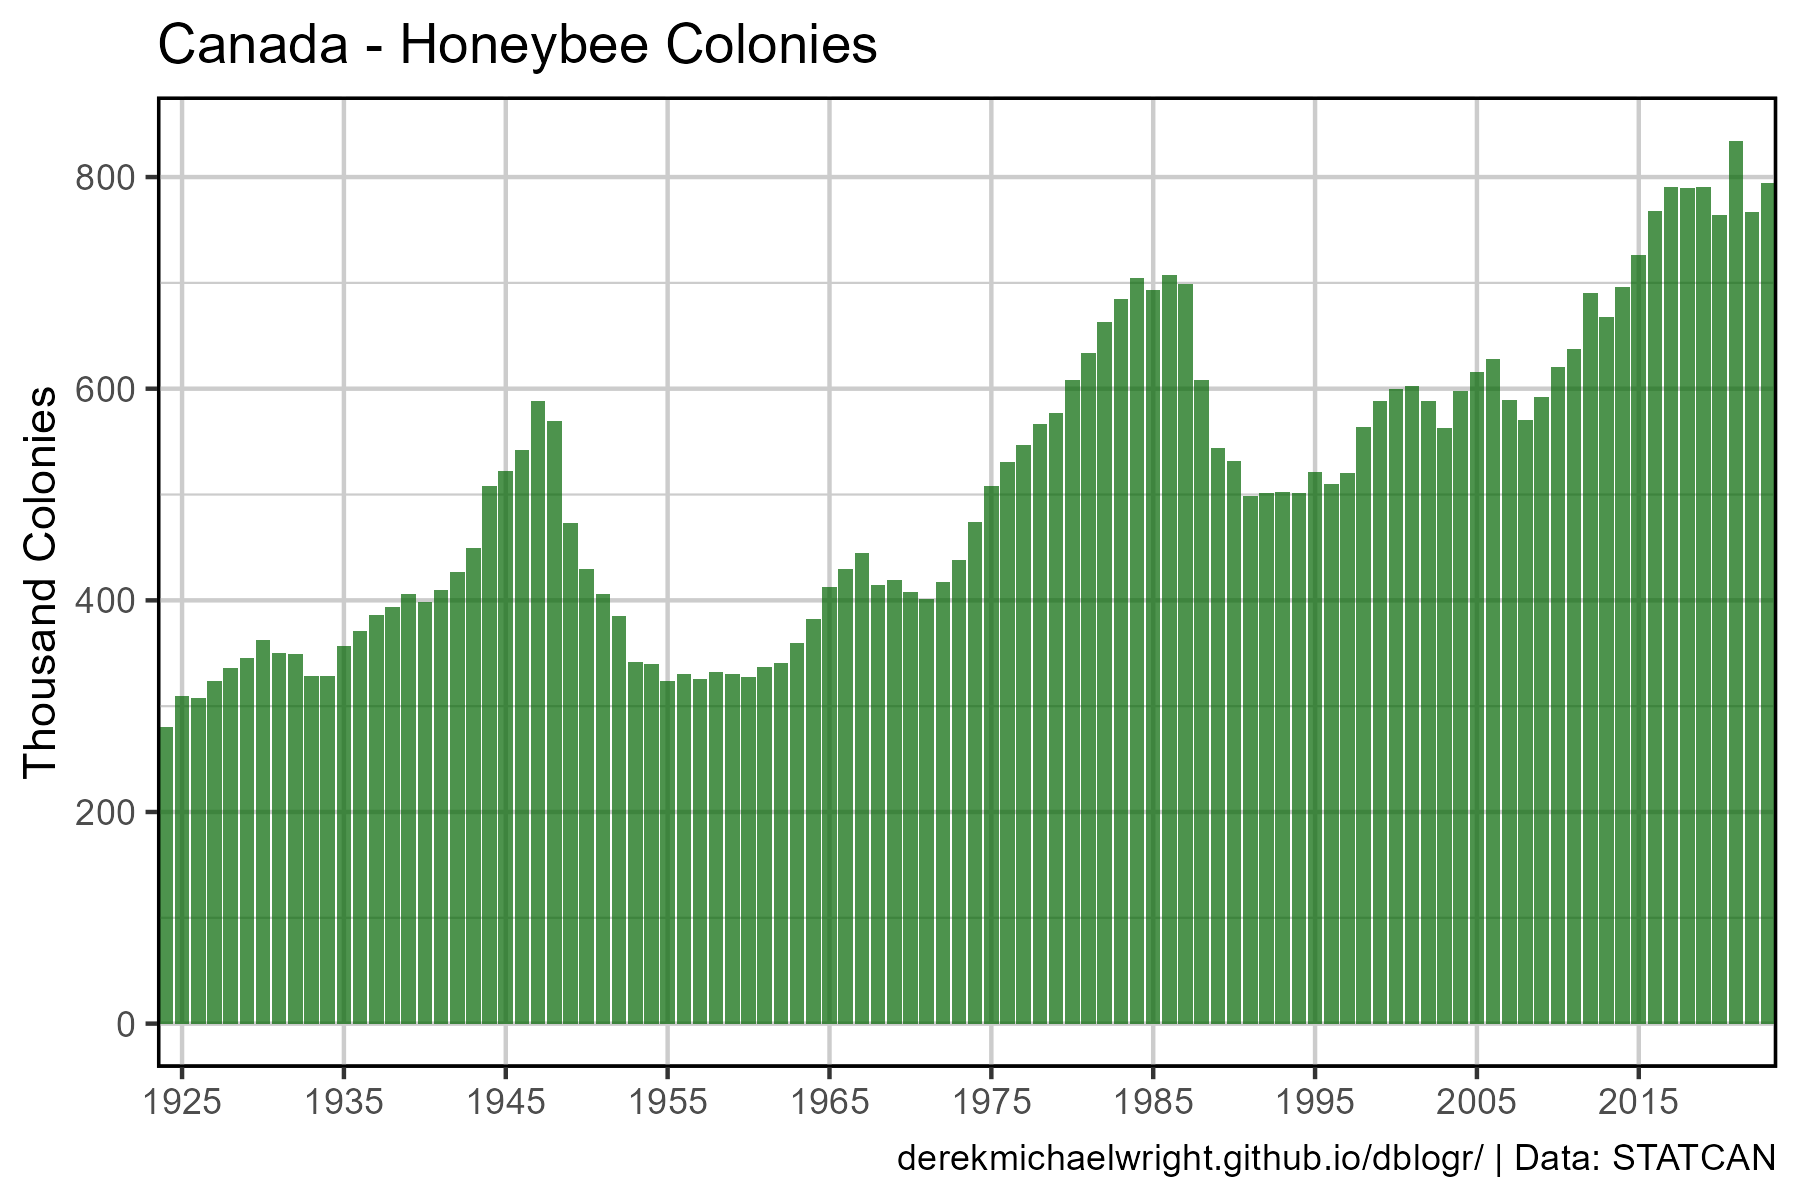 Canada - Honeybee Colonies
Thousand Colonies
800
600
400
200
0
1925 1935 1945 1955 1965 1975 1985 1995 2005 2015
derekmichaelwright.github.io/dblogr/ | Data: STATCAN